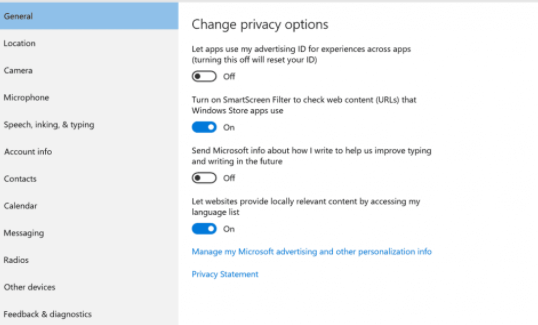 General
Location
Camera
Microphone
Speech, inking, & typing
Account info
Contacts
Calendar
Messaging
Radios
Other devices
Feedback & diagnostics
Change privacy options
Let apps use my advertising ID for experiences across apps
(turning this off will reset your ID)
Off
Turn on SmartScreen Filter to check web content (URLs) that
Windows Store apps use
On
Send Microsoft info about how I write to help us improve typing
and writing in the future
Off
Let websites provide locally relevant content by accessing my
language list
On
Manage my Microsoft advertising and other personalization info
Privacy Statement